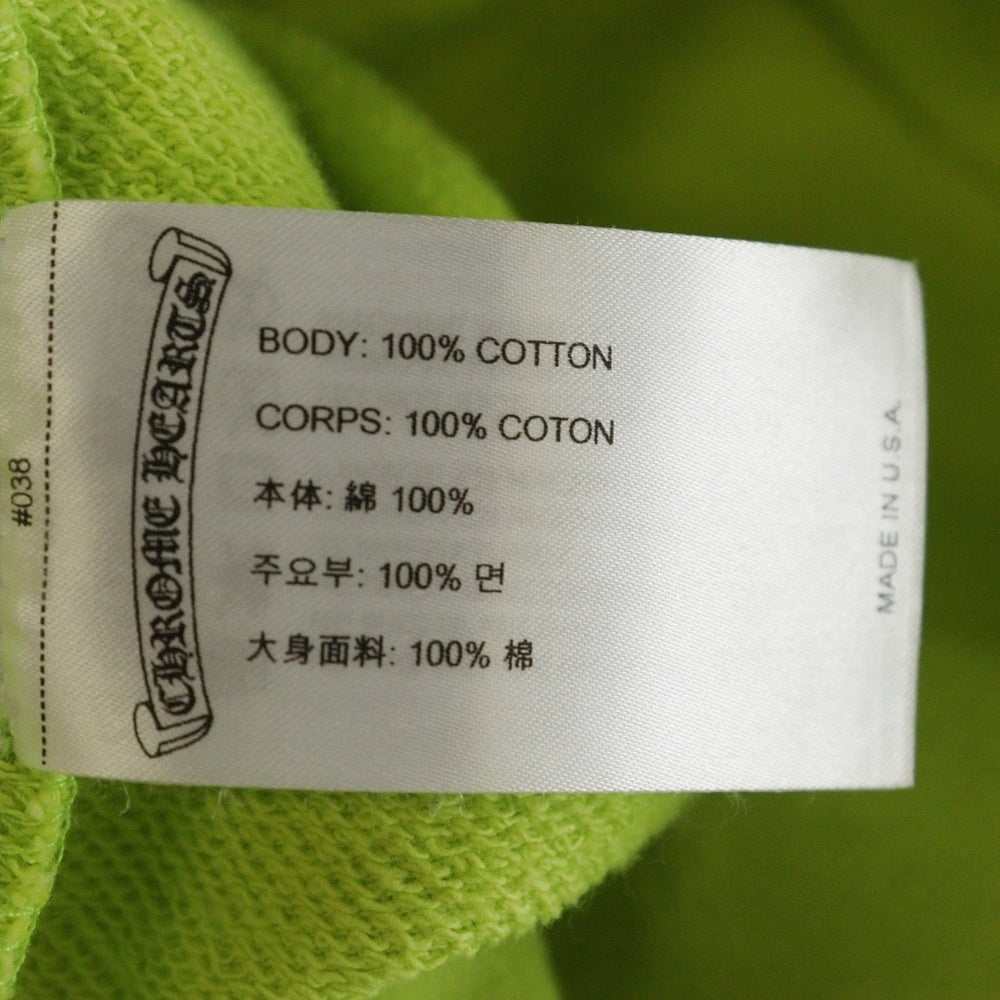 #038
CHROME HEARTS
BODY: 100% COTTON
CORPS: 100% COTON
本体: 綿 100%
주요부: 100% 면
大身面料: 100% 棉
MADE IN U.S.A.